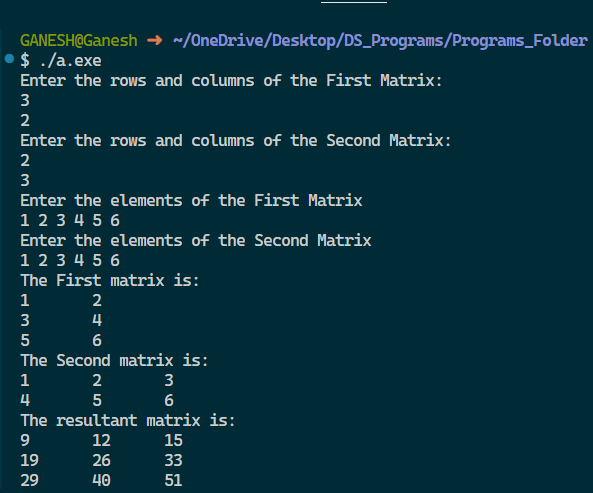 GANESH@Ganesh ➜ ~/OneDrive/Desktop/DS_Programs/Programs_Folder
$ ./a.exe
Enter the rows and columns of the First Matrix:
3
2
Enter the rows and columns of the Second Matrix:
2
3
Enter the elements of the First Matrix
1 2 3 4 5 6
Enter the elements of the Second Matrix
1 2 3 4 5 6
The First matrix is:
1 2
3 4
5 6
The Second matrix is:
1 2 3
4 5 6
The resultant matrix is:
9 12 15
19 26 33
29 40 51